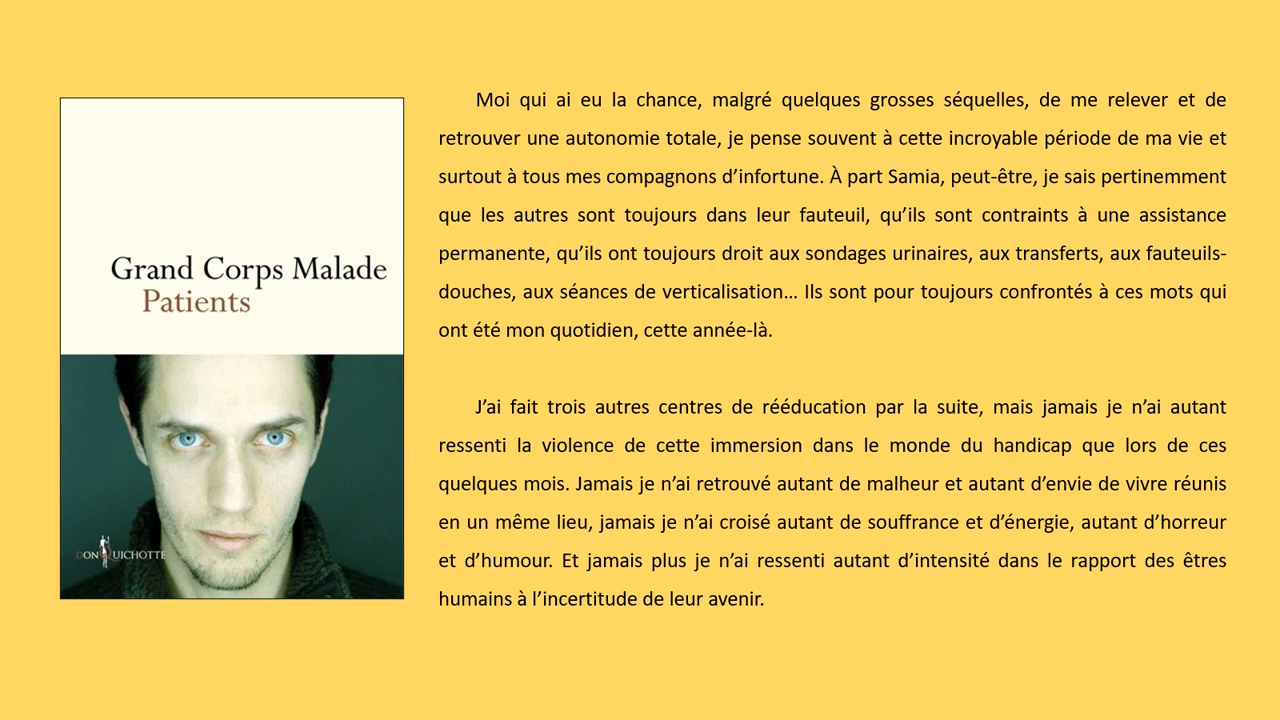 Grand Corps Malade
Patients
DONQUICHOTTE
Moi qui ai eu la chance, malgré quelques grosses séquelles, de me relever et de
retrouver une autonomie totale, je pense souvent à cette incroyable période de ma vie et
surtout à tous mes compagnons d’infortune. À part Samia, peut-être, je sais pertinemment
que les autres sont toujours dans leur fauteuil, qu’ils sont contraints à une assistance
permanente, qu’ils ont toujours droit aux sondages urinaires, aux transferts, aux fauteuils-
douches, aux séances de verticalisation… Ils sont pour toujours confrontés à ces mots qui
ont été mon quotidien, cette année-là.
J’ai fait trois autres centres de rééducation par la suite, mais jamais je n’ai autant
ressenti la violence de cette immersion dans le monde du handicap que lors de ces
quelques mois. Jamais je n’ai retrouvé autant de malheur et autant d’envie de vivre réunis
en un même lieu, jamais je n’ai croisé autant de souffrance et d’énergie, autant d’horreur
et d’humour. Et jamais plus je n’ai ressenti autant d’intensité dans le rapport des êtres
humains à l’incertitude de leur avenir.